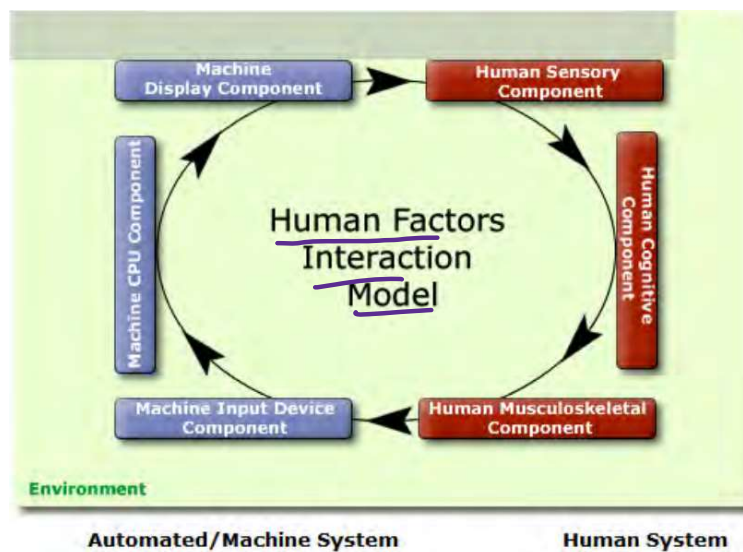 Machine
Display Component
Human Sensory
Component
Machine CPU Component
Human Factors
Interaction
Model
Human Cognitive
Component
Machine Input Device
Component
Human Musculoskeletal
Component
Environment
Automated/Machine System
Human System